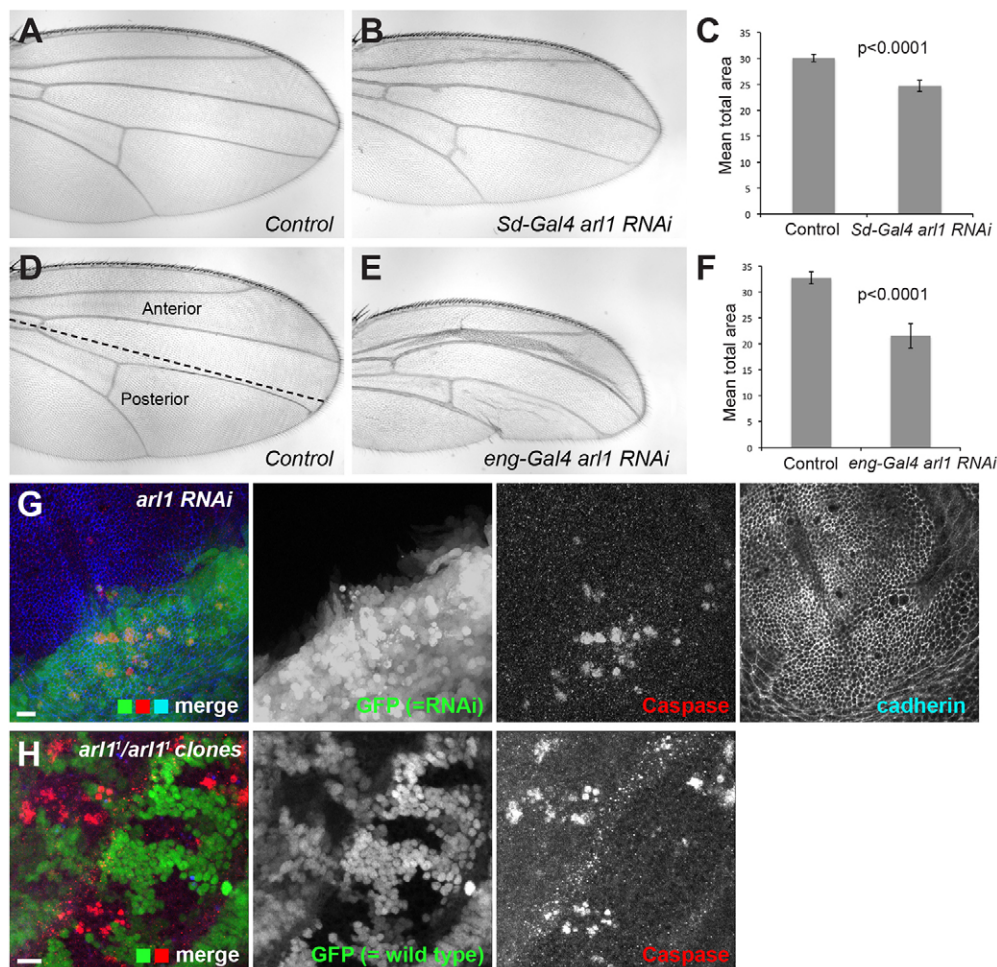 A
Control
B
Sd-Gal4 arl1 RNAi
C
p<0.0001
Mean total area
35
30
25
20
15
10
5
0
Control Sd-Gal4 arl1 RNAi
D
Anterior
Posterior
Control
E
eng-Gal4 arl1 RNAi
F
p<0.0001
Mean total area
35
30
25
20
15
10
5
0
Control eng-Gal4 arl1 RNAi
G
arl1 RNAi
merge
GFP (=RNAi)
Caspase
cadherin
H
arl1¹/arl1¹ clones
merge
GFP (= wild type)
Caspase